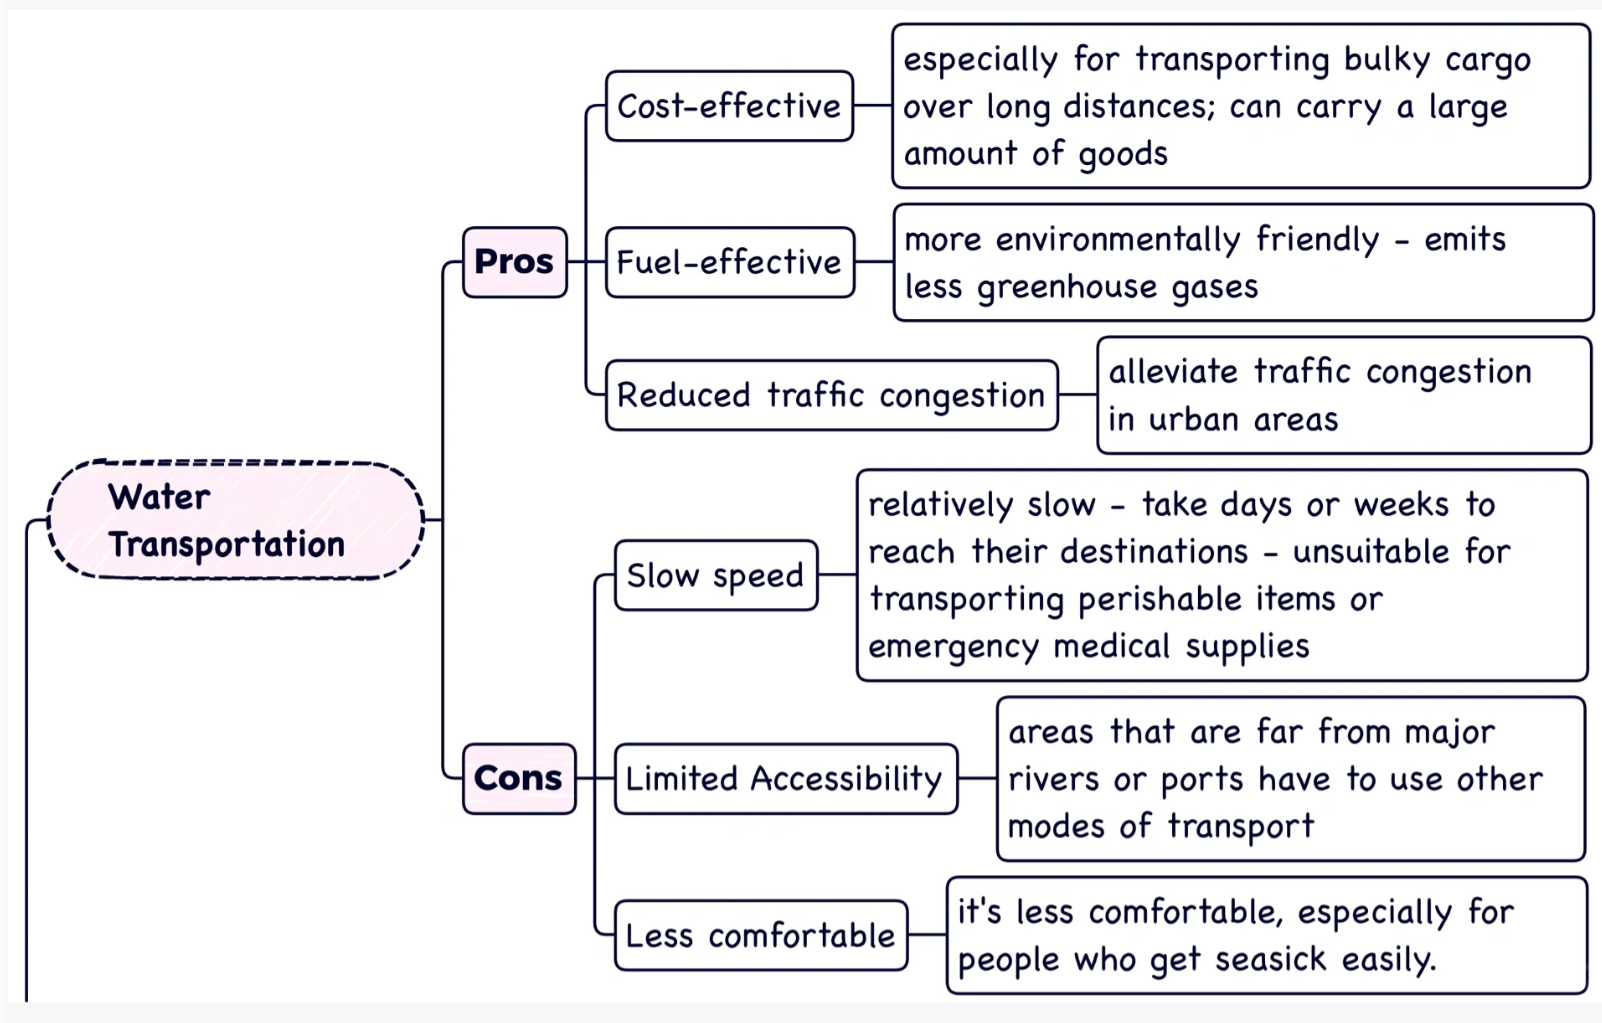 Water
Transportation
Pros
Cost-effective
especially for transporting bulky cargo
over long distances; can carry a large
amount of goods
Fuel-effective
more environmentally friendly - emits
less greenhouse gases
Reduced traffic congestion
alleviate traffic congestion
in urban areas
Cons
Slow speed
relatively slow - take days or weeks to
reach their destinations - unsuitable for
transporting perishable items or
emergency medical supplies
Limited Accessibility
areas that are far from major
rivers or ports have to use other
modes of transport
Less comfortable
it's less comfortable, especially for
people who get seasick easily.